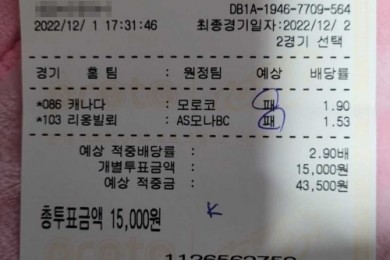 DB1A-1946-7709-564
2022/12/ 1 17:31:46 최종경기일자:2022/12/ 2
2경기 선택
경기 홈 팀 : 원정팀 예상 배당률
*086 캐나다 : 모로코 패 1.90
*103 리옹빌뢰 : AS모나BC 패 1.53
예상 적중배당률 : 2.90배
개별투표금액 : 15,000원
예상 적중금 : 43,500원
총투표금액 15,000원
K